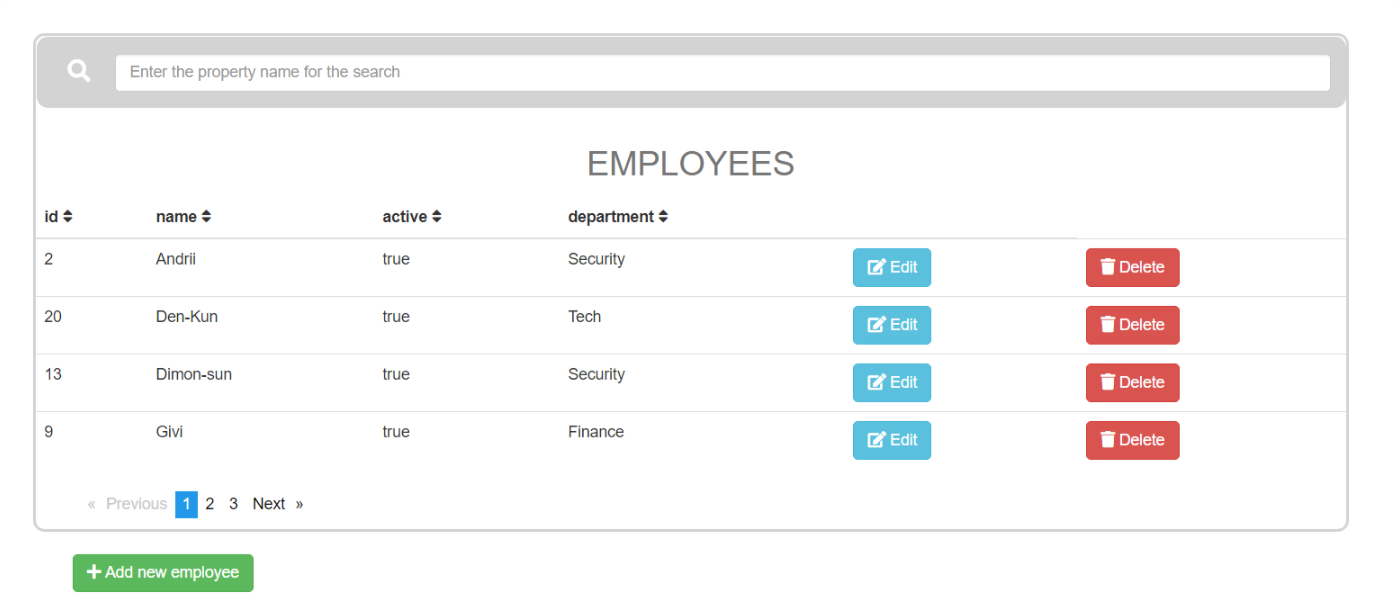 Enter the property name for the search
EMPLOYEES
id name active department
2 Andrii true Security Edit Delete
20 Den-Kun true Tech Edit Delete
13 Dimon-sun true Security Edit Delete
9 Givi true Finance Edit Delete
« Previous 1 2 3 Next »
+ Add new employee